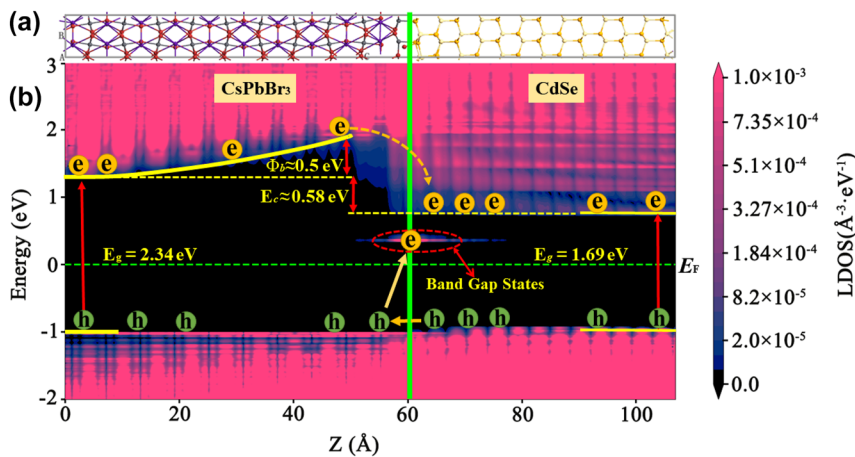 (a)
B
A
C
(b)
CsPbBr₃
CdSe
3
2
1
0
-1
-2
Energy (eV)
e e e e e e e e e e
Φb≈0.5 eV
Ec≈0.58 eV
Eg = 2.34 eV
Eg = 1.69 eV
Band Gap States
EF
h h h h h h h h h h
0 20 40 60 80 100
Z (Å)
1.0×10⁻³
7.35×10⁻⁴
5.1×10⁻⁴
3.27×10⁻⁴
1.84×10⁻⁴
8.2×10⁻⁵
2.0×10⁻⁵
0.0
LDOS(Å⁻³·eV⁻¹)